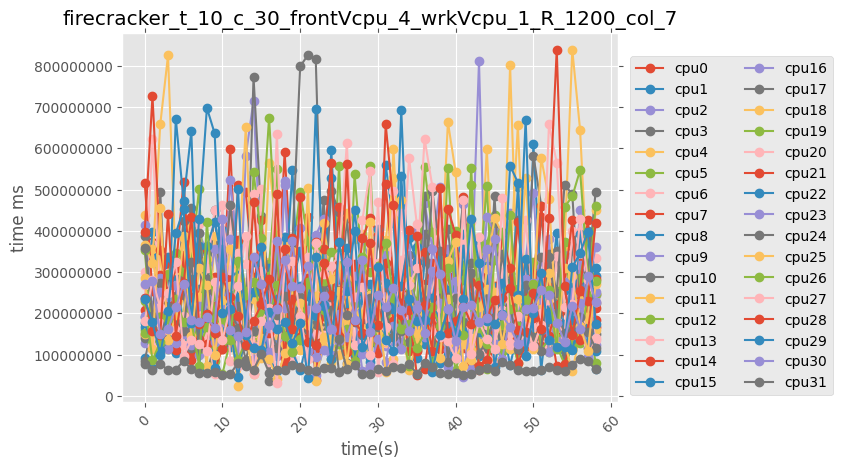 firecracker_t_10_c_30_frontVcpu_4_wrkVcpu_1_R_1200_col_7
time ms
800000000
700000000
600000000
500000000
400000000
300000000
200000000
100000000
0
0
10
20
30
40
50
60
time(s)
cpu0
cpu1
cpu2
cpu3
cpu4
cpu5
cpu6
cpu7
cpu8
cpu9
cpu10
cpu11
cpu12
cpu13
cpu14
cpu15
cpu16
cpu17
cpu18
cpu19
cpu20
cpu21
cpu22
cpu23
cpu24
cpu25
cpu26
cpu27
cpu28
cpu29
cpu30
cpu31